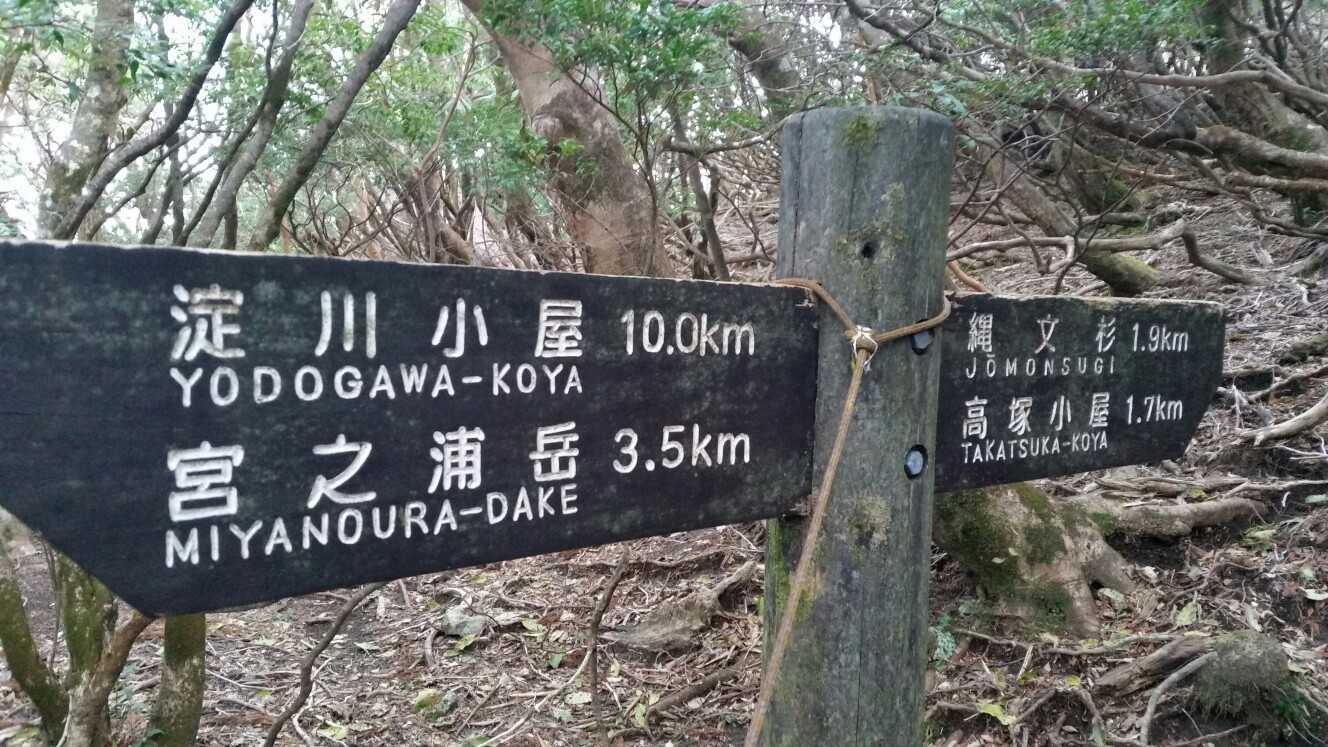 淀川小屋 10.0km
YODOGAWA-KOYA
宮之浦岳 3.5km
MIYANOURA-DAKE
縄文杉 1.9km
JŌMONSUGI
高塚小屋 1.7km
TAKATSUKA-KOYA